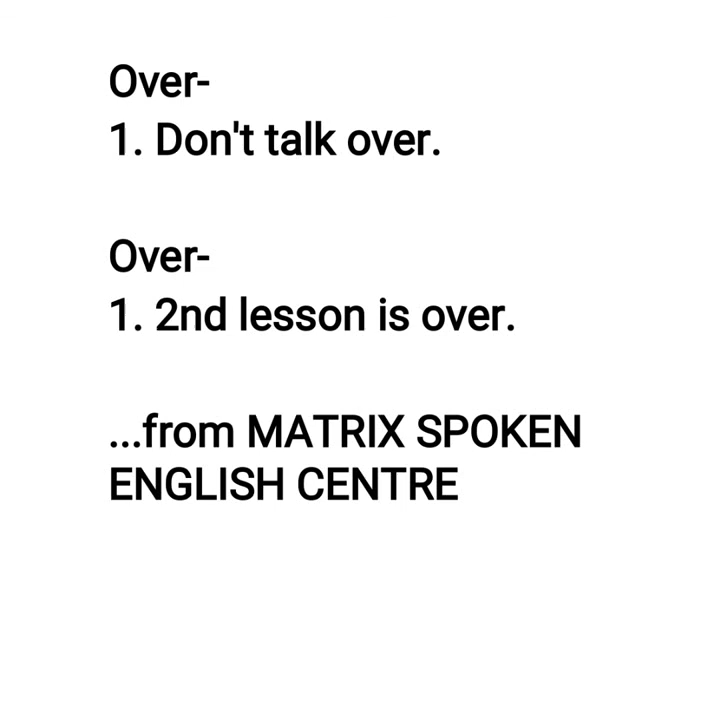 Over-
1. Don't talk over.
Over-
1. 2nd lesson is over.
...from MATRIX SPOKEN
ENGLISH CENTRE